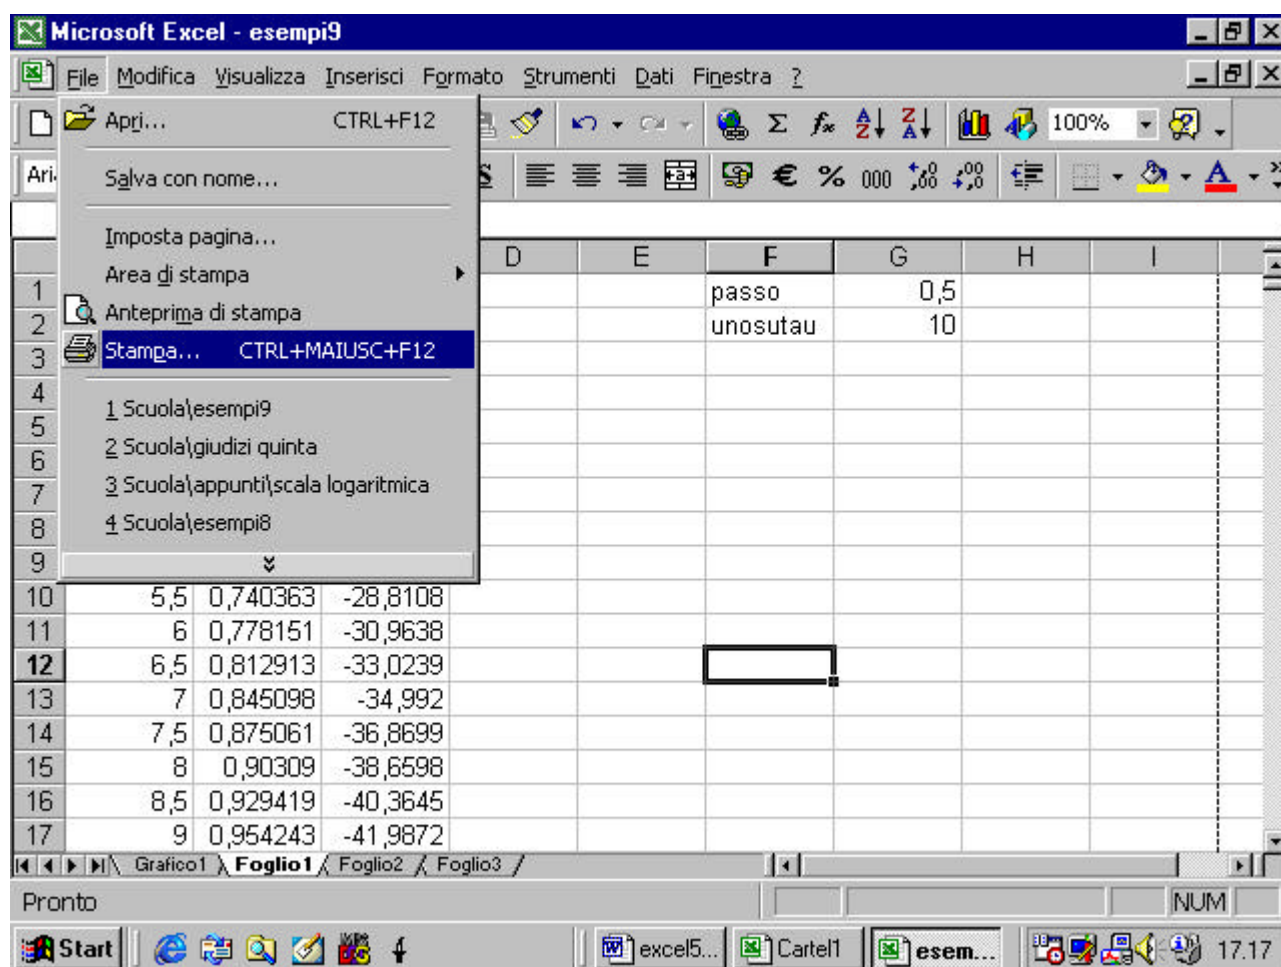 Microsoft Excel - esempi9
File Modifica Visualizza Inserisci Formato Strumenti Dati Finestra ?
Apri... CTRL+F12
100%
Salva con nome...
Ari
S € % 000
Imposta pagina...
Area di stampa
Anteprima di stampa
Stampa... CTRL+MAIUSC+F12
1 Scuola\esempi9
2 Scuola\giudizi quinta
3 Scuola\appunti\scala logaritmica
4 Scuola\esempi8
D E F G H I
1 passo 0,5
2 unosutau 10
3
4
5
6
7
8
9
10 5,5 0,740363 -28,8108
11 6 0,778151 -30,9638
12 6,5 0,812913 -33,0239
13 7 0,845098 -34,992
14 7,5 0,875061 -36,8699
15 8 0,90309 -38,6598
16 8,5 0,929419 -40,3645
17 9 0,954243 -41,9872
Grafico1 Foglio1 Foglio2 Foglio3
Pronto NUM
Start excel5... Cartel1 esem... 17.17